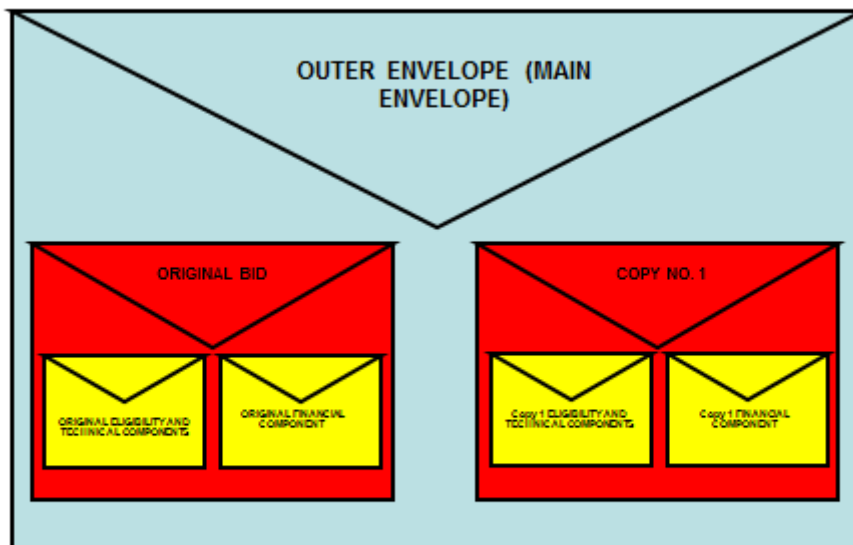 OUTER ENVELOPE (MAIN
ENVELOPE)
ORIGINAL BID
COPY NO. 1
ORIGINAL ELIGIBILITY AND
TECHNICAL COMPONENTS
ORIGINAL FINANCIAL
COMPONENT
Copy 1 ELIGIBILITY AND
TECHNICAL COMPONENTS
Copy 1 FINANCIAL
COMPONENT